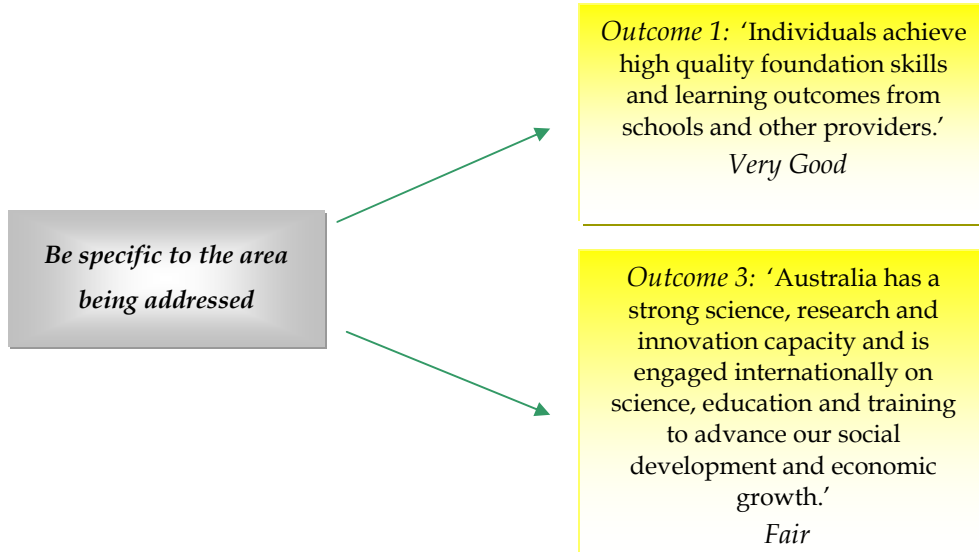 Be specific to the area
being addressed
Outcome 1: ‘Individuals achieve
high quality foundation skills
and learning outcomes from
schools and other providers.’
Very Good
Outcome 3: ‘Australia has a
strong science, research and
innovation capacity and is
engaged internationally on
science, education and training
to advance our social
development and economic
growth.’
Fair